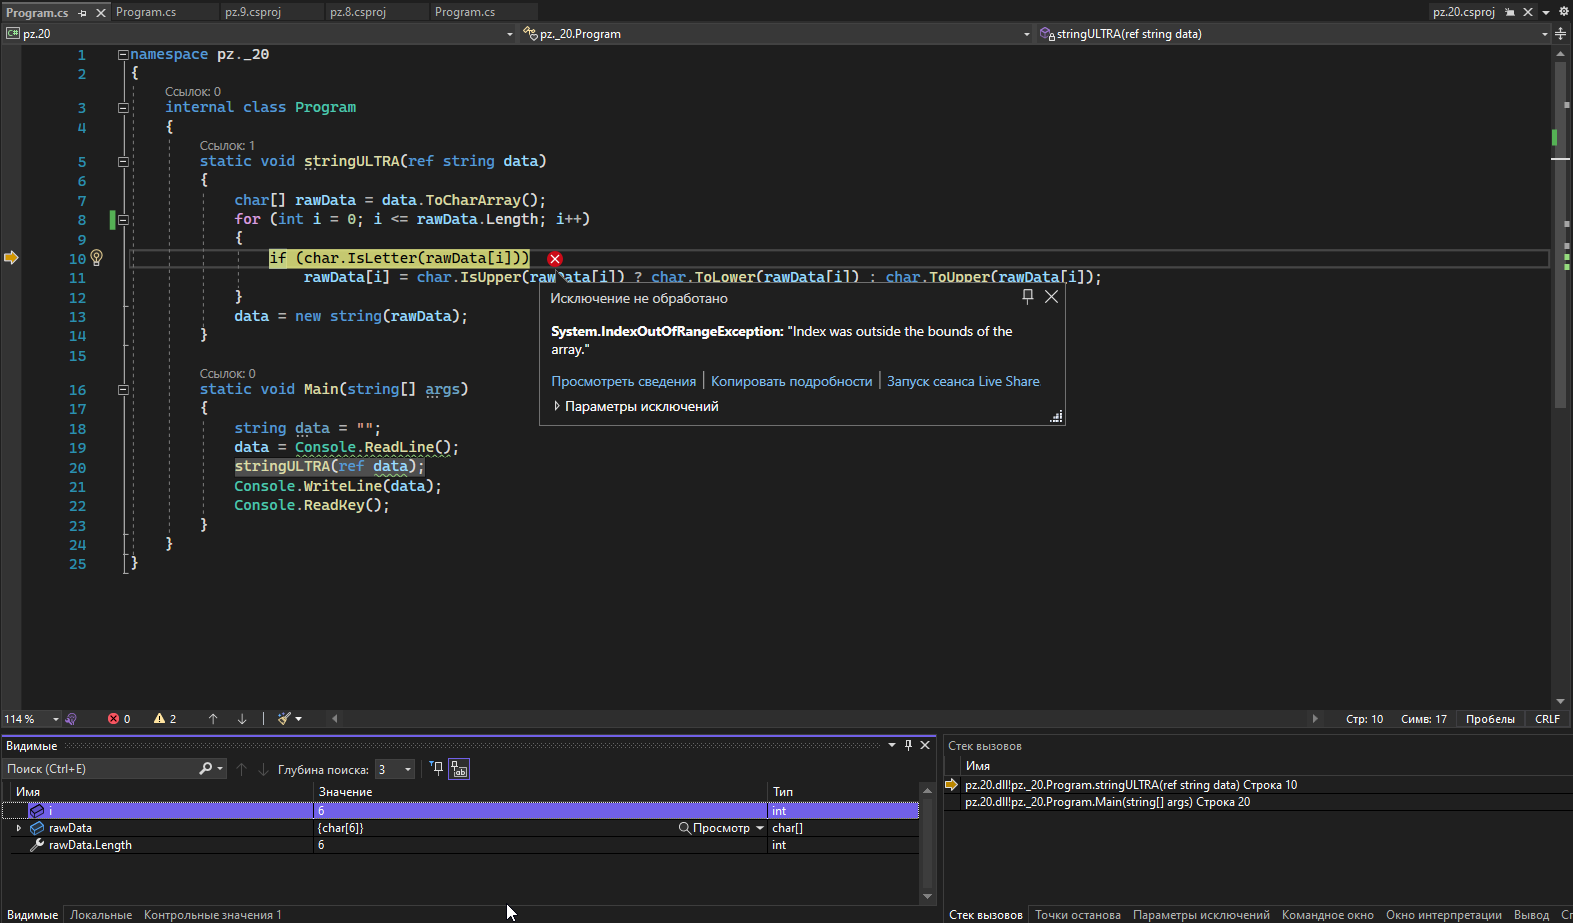 Program.cs
Program.cs
pz.9.csproj
pz.8.csproj
Program.cs
pz.20.csproj
pz.20
pz._20.Program
stringULTRA(ref string data)
1 namespace pz._20
2 {
Ссылок: 0
3 internal class Program
4 {
Ссылок: 1
5 static void stringULTRA(ref string data)
6 {
7 char[] rawData = data.ToCharArray();
8 for (int i = 0; i <= rawData.Length; i++)
9 {
10 if (char.IsLetter(rawData[i]))
11 rawData[i] = char.IsUpper(rawData[i]) ? char.ToLower(rawData[i]) : char.ToUpper(rawData[i]);
12 }
13 data = new string(rawData);
14 }
15
Ссылок: 0
16 static void Main(string[] args)
17 {
18 string data = "";
19 data = Console.ReadLine();
20 stringULTRA(ref data);
21 Console.WriteLine(data);
22 Console.ReadKey();
23 }
24 }
25 }
Исключение не обработано
System.IndexOutOfRangeException: "Index was outside the bounds of the
array."
Просмотреть сведения | Копировать подробности | Запуск сеанса Live Share
Параметры исключений
114 %
0
2
Стр: 10
Симв: 17
Пробелы
CRLF
Видимые
Поиск (Ctrl+E)
Глубина поиска: 3
Имя Значение Тип
i 6 int
rawData {char[6]} Просмотр char[]
rawData.Length 6 int
Видимые Локальные Контрольные значения 1
Стек вызовов
Имя
pz.20.dll!pz._20.Program.stringULTRA(ref string data) Строка 10
pz.20.dll!pz._20.Program.Main(string[] args) Строка 20
Стек вызовов Точки останова Параметры исключений Командное окно Окно интерпретации Вывод